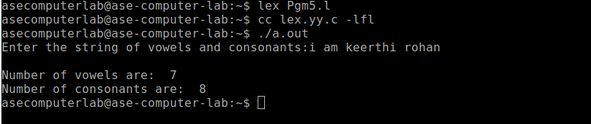 asecomputerlab@ase-computer-lab:~$ lex Pgm5.l
asecomputerlab@ase-computer-lab:~$ cc lex.yy.c -lfl
asecomputerlab@ase-computer-lab:~$ ./a.out
Enter the string of vowels and consonants:i am keerthi rohan
Number of vowels are:  7
Number of consonants are:  8
asecomputerlab@ase-computer-lab:~$